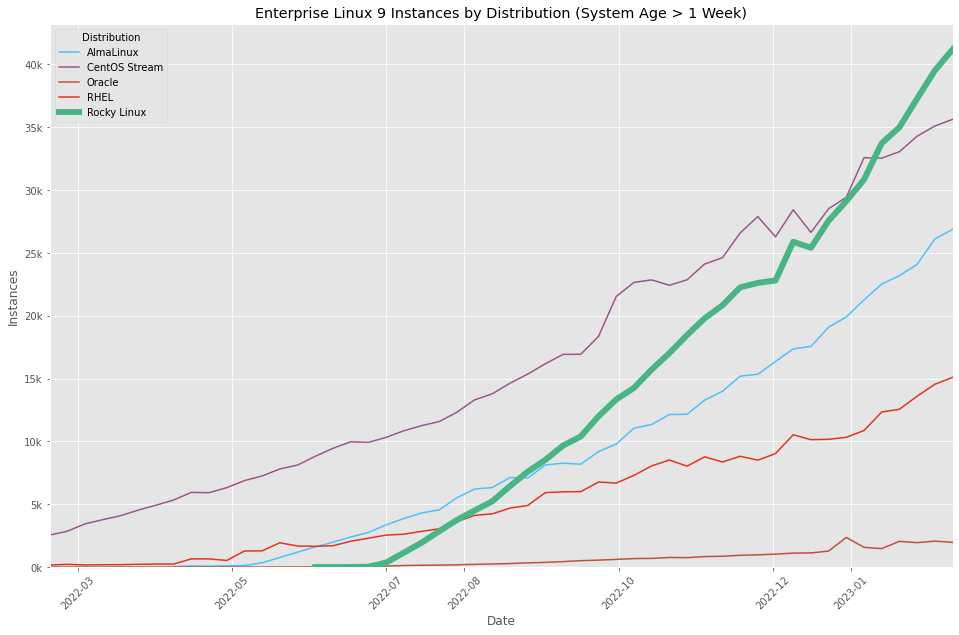 Enterprise Linux 9 Instances by Distribution (System Age > 1 Week)
Distribution
AlmaLinux
CentOS Stream
Oracle
RHEL
Rocky Linux
40k
35k
30k
25k
20k
15k
10k
5k
0k
Instances
2022-03
2022-05
2022-07
2022-08
2022-10
2022-12
2023-01
Date